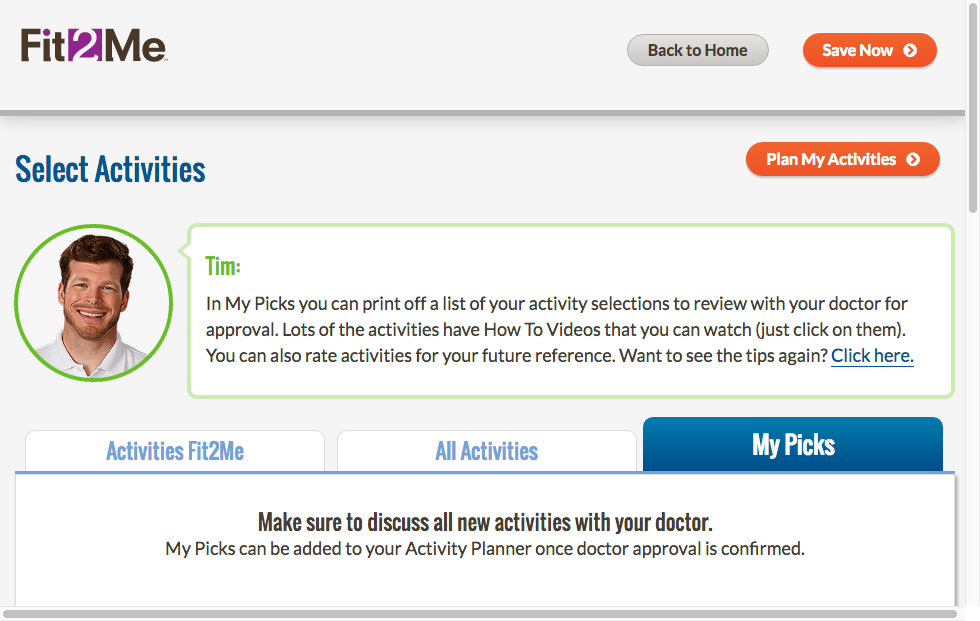 Fit2Me™
Back to Home
Save Now
Select Activities
Plan My Activities
Tim:
In My Picks you can print off a list of your activity selections to review with your doctor for
approval. Lots of the activities have How To Videos that you can watch (just click on them).
You can also rate activities for your future reference. Want to see the tips again? Click here.
Activities Fit2Me
All Activities
My Picks
Make sure to discuss all new activities with your doctor.
My Picks can be added to your Activity Planner once doctor approval is confirmed.